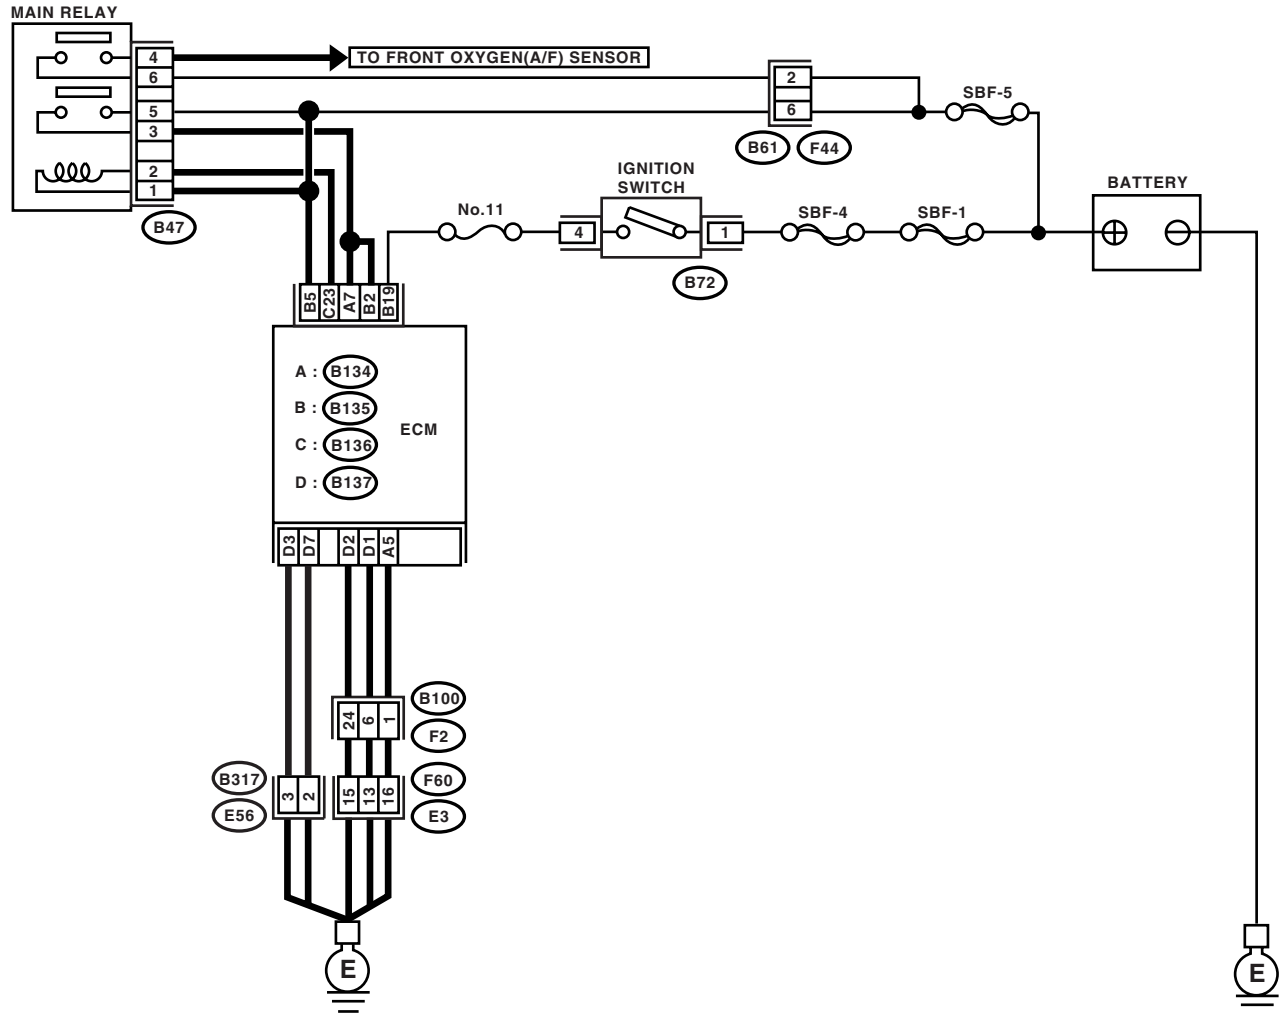 MAIN RELAY
4
TO FRONT OXYGEN(A/F) SENSOR
6
5
3
2
1
B47
2
6
B61
F44
SBF-5
IGNITION
SWITCH
No.11
4
1
B72
SBF-4
SBF-1
BATTERY
B5
C23
A7
B2
B19
A : B134
B : B135
C : B136
D : B137
ECM
D3
D7
D2
D1
A5
24
6
1
B100
F2
B317
E56
3
2
15
13
16
F60
E3
E
E